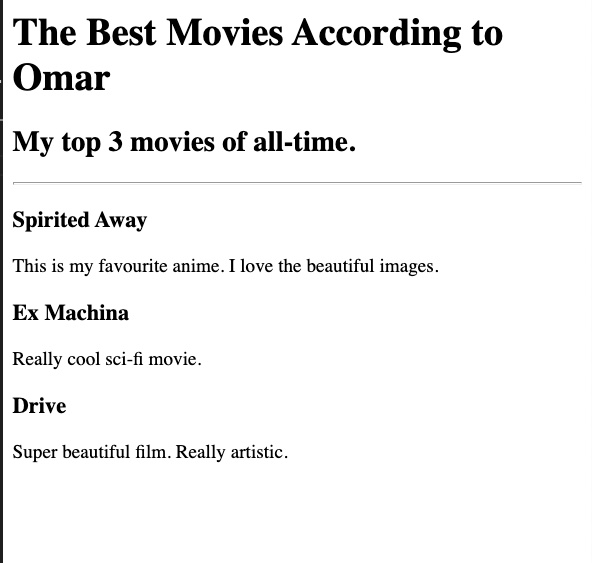 The Best Movies According to
Omar
My top 3 movies of all-time.
Spirited Away
This is my favourite anime. I love the beautiful images.
Ex Machina
Really cool sci-fi movie.
Drive
Super beautiful film. Really artistic.